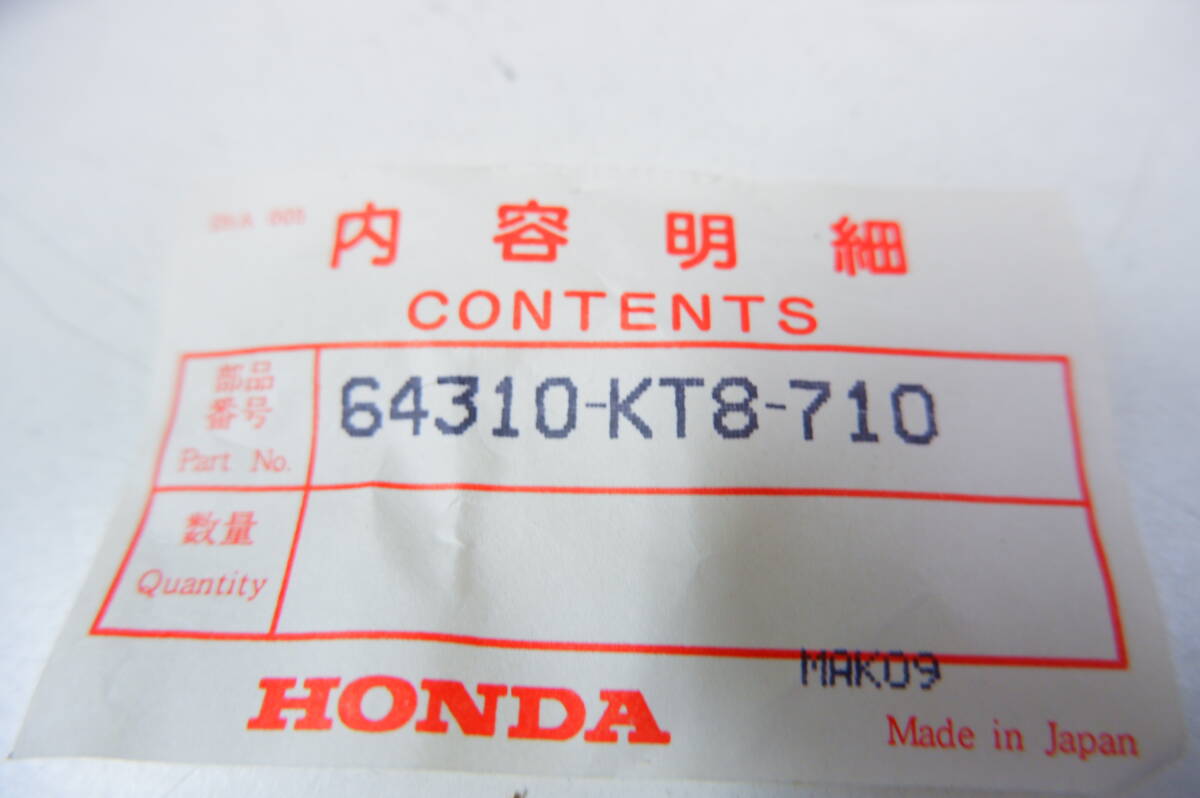 内容明細
CONTENTS
部品
番号
Part No.
64310-KT8-710
数量
Quantity
MAK09
HONDA
Made in Japan